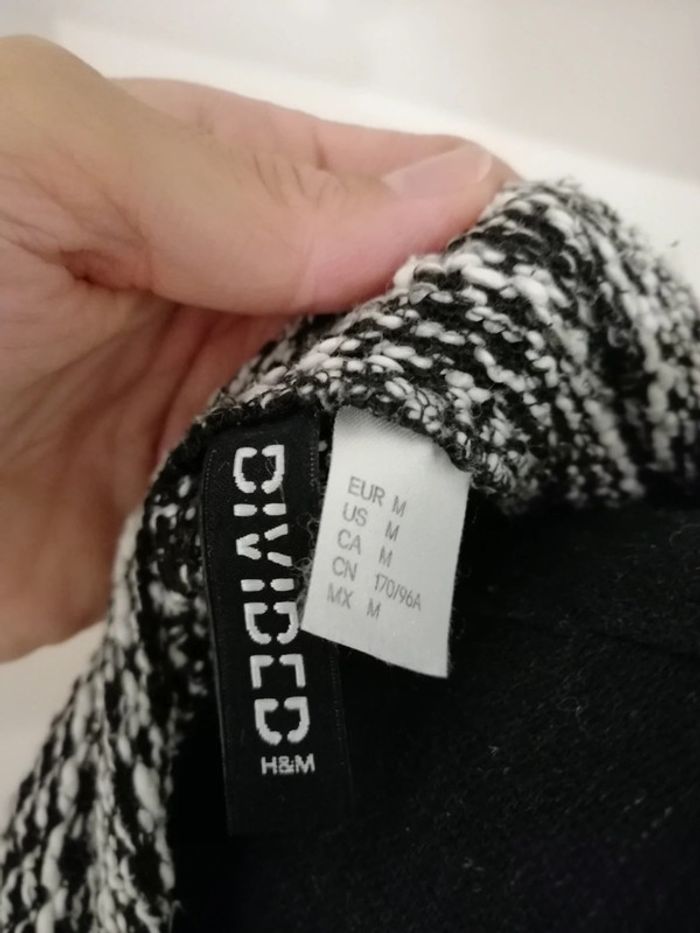 DIVIDED
H&M
EUR M
US M
CA M
CN 170/96A
MX M